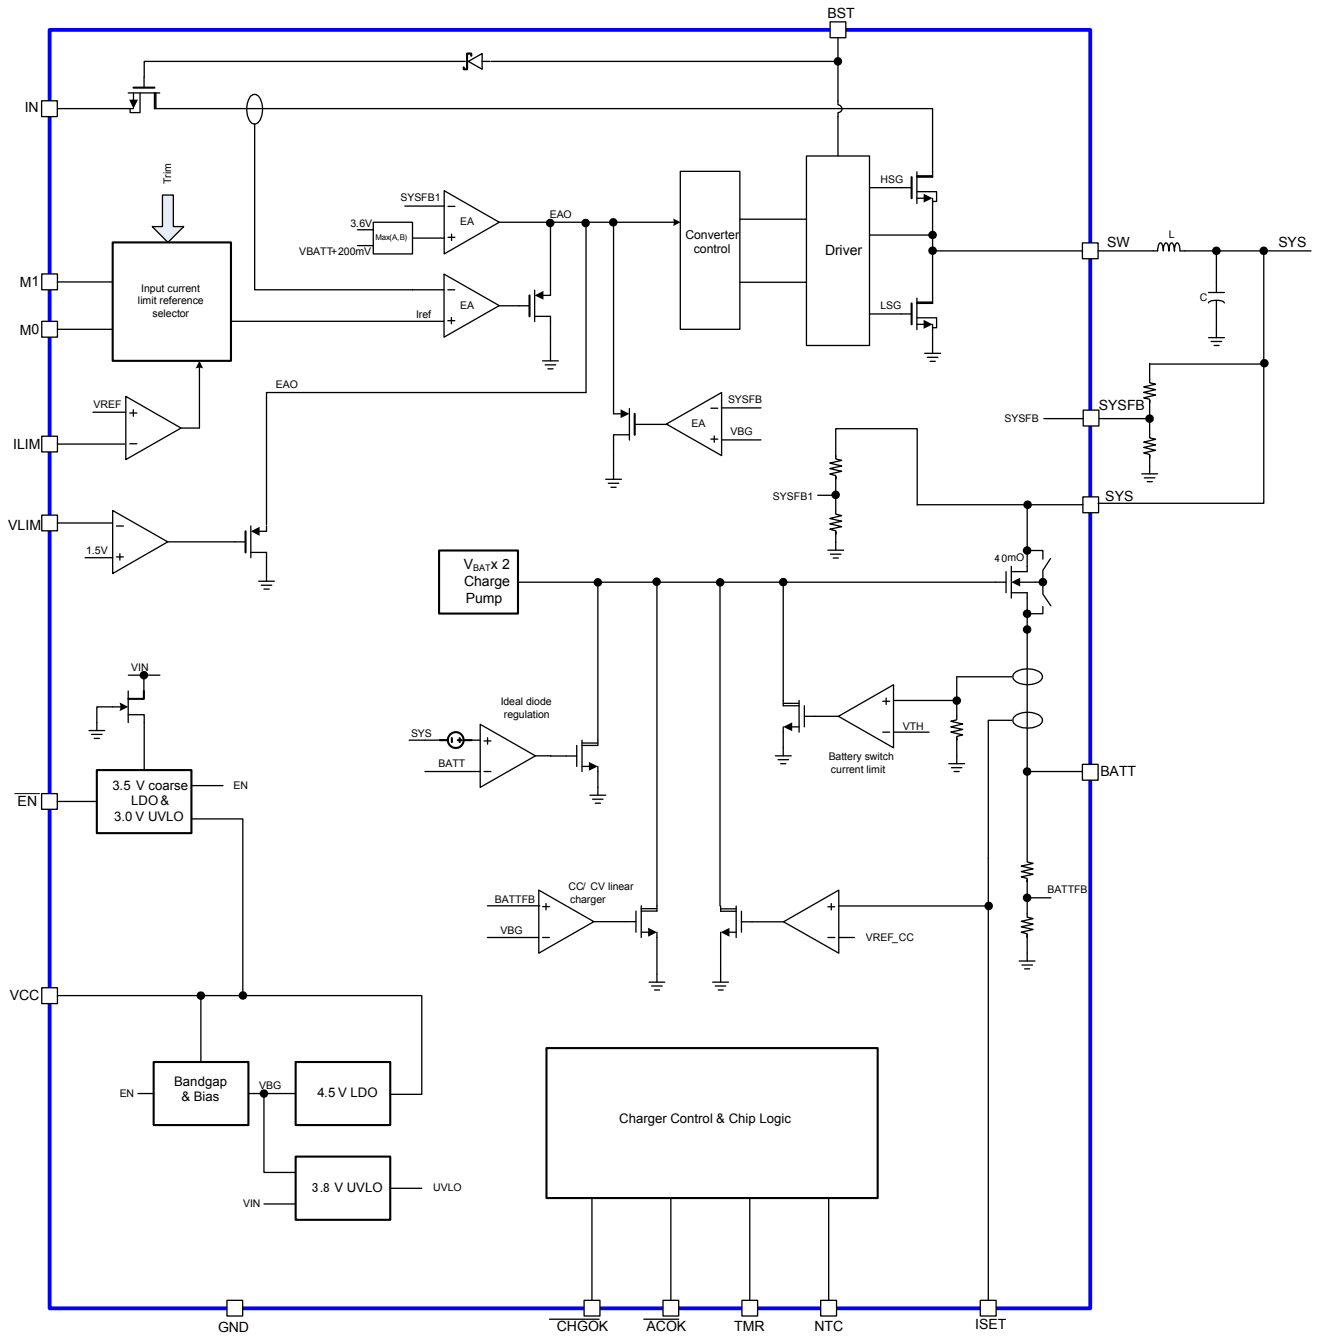 BST
IN
Trim
HSG
SYSFB1
EAO
3.6V
EA
Max(A,B)
VBATT+200mV
Converter
control
Driver
SW
L
SYS
M1
Input current
limit reference
selector
EA
Iref
C
LSG
M0
EAO
VREF
SYSFB
EA
VBG
SYSFB
SYSFB
ILIM
SYSFB1
SYS
VLIM
1.5V
40mΩ
VBAT x 2
Charge
Pump
VIN
Ideal diode
regulation
SYS
BATT
VTH
Battery switch
current limit
BATT
EN
3.5 V coarse
LDO &
3.0 V UVLO
EN
CC/ CV linear
charger
BATTFB
VBG
VREF_CC
BATTFB
VCC
EN
Bandgap
& Bias
VBG
4.5 V LDO
Charger Control & Chip Logic
VIN
3.8 V UVLO
UVLO
GND
CHGOK
ACOK
TMR
NTC
ISET